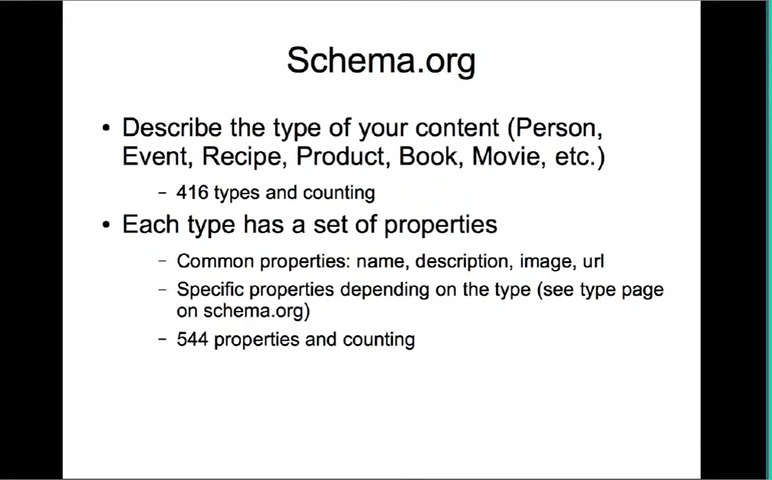 Schema.org
• Describe the type of your content (Person,
Event, Recipe, Product, Book, Movie, etc.)
– 416 types and counting
• Each type has a set of properties
– Common properties: name, description, image, url
– Specific properties depending on the type (see type page
on schema.org)
– 544 properties and counting